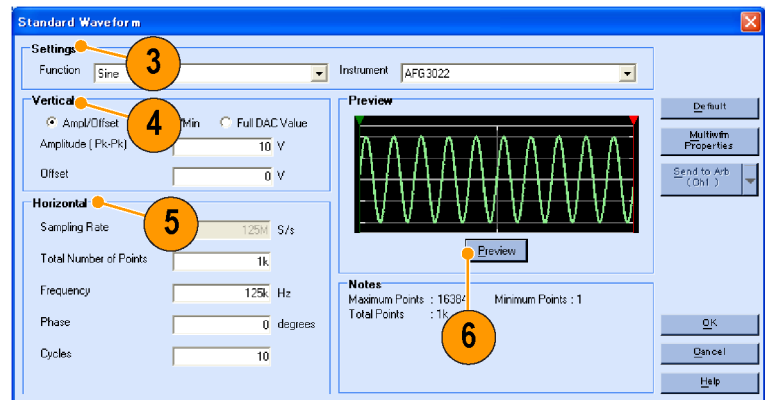 Standard Waveform
Settings
3
Function Sine Instrument AFG3022
Vertical
4
Ampl/Offset /Min Full DAC Value
Amplitude (Pk-Pk) 10 V
Offset 0 V
Horizontal
5
Sampling Rate 125M S/s
Total Number of Points 1k
Frequency 125k Hz
Phase 0 degrees
Cycles 10
Preview
Preview
6
Notes
Maximum Points : 16384 Minimum Points : 1
Total Points : 1k
Default
Multiwfm
Properties
Send to Arb
(Ch1)
OK
Cancel
Help